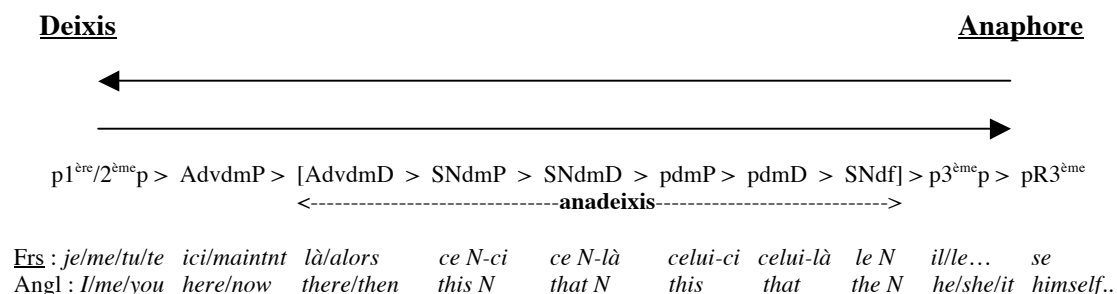 Deixis Anaphore
p1ère/2èmep > AdvdmP > [AdvdmD > SNdmP > SNdmD > pdmP > pdmD > SNdf] > p3èmep > pR3ème
<-----------------------------anadeixis--------------------------->
Frs : je/me/tu/te ici/maintnt là/alors ce N-ci ce N-là celui-ci celui-là le N il/le… se
Angl : I/me/you here/now there/then this N that N this that the N he/she/it himself..